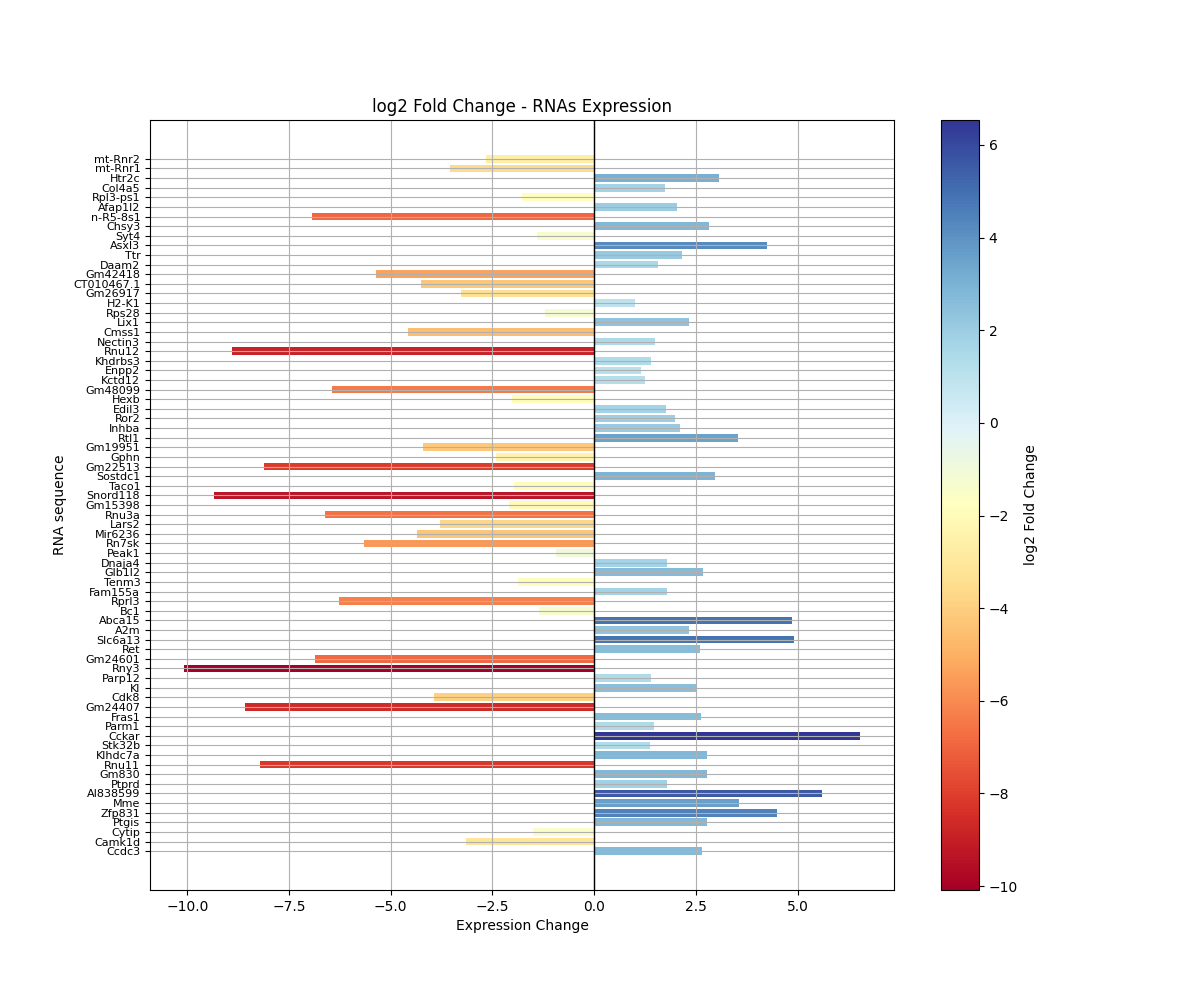 log2 Fold Change - RNAs Expression
mt-Rnr2
mt-Rnr1
Htr2c
Col4a5
Rpl3-ps1
Afap1l2
n-R5-8s1
Chsy3
Syt4
Asxl3
Ttr
Daam2
Gm42418
CT010467.1
Gm26917
H2-K1
Rps28
Lix1
Cmss1
Nectin3
Rnu12
Khdrbs3
Enpp2
Kctd12
Gm48099
Hexb
Edil3
Ror2
Inhba
Rtl1
Gm19951
Gphn
Gm22513
Sostdc1
Taco1
Snord118
Gm15398
Rnu3a
Lars2
Mir6236
Rn7sk
Peak1
Dnaja4
Glb1l2
Tenm3
Fam155a
Rprl3
Bc1
Abca15
A2m
Slc6a13
Ret
Gm24601
Rny3
Parp12
Kl
Cdk8
Gm24407
Fras1
Parm1
Cckar
Stk32b
Klhdc7a
Rnu11
Gm830
Ptprd
AI838599
Mme
Zfp831
Ptgis
Cytip
Camk1d
Ccdc3
RNA sequence
−10.0 −7.5 −5.0 −2.5 0.0 2.5 5.0
Expression Change
6
4
2
0
−2
−4
−6
−8
−10
log2 Fold Change